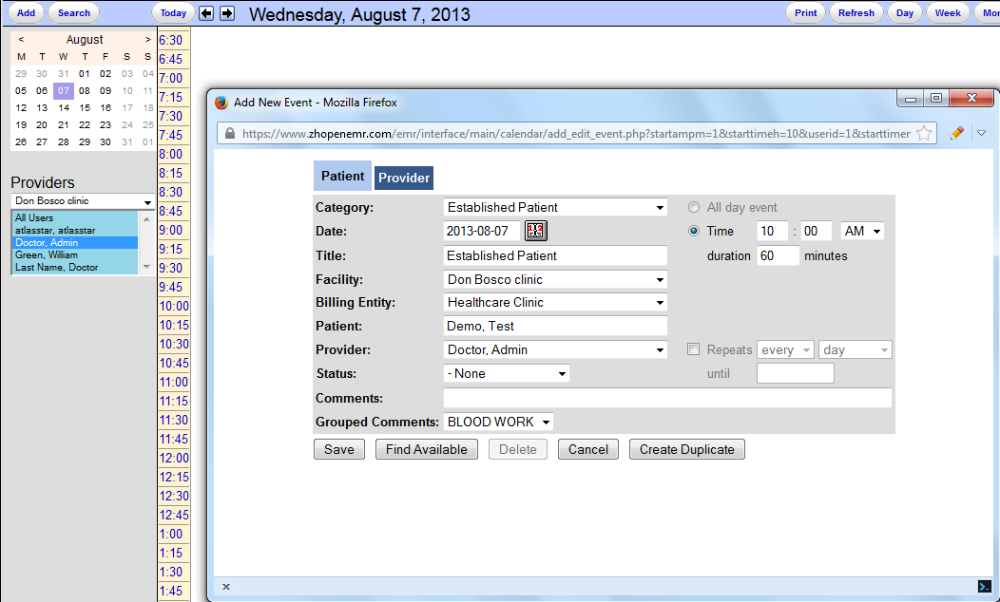 Add Search Today Wednesday, August 7, 2013 Print Refresh Day Week Mon
< August >
M T W T F S S
29 30 31 01 02 03 04
05 06 07 08 09 10 11
12 13 14 15 16 17 18
19 20 21 22 23 24 25
26 27 28 29 30 31 01
Providers
Don Bosco clinic
All Users
atlasstar, atlasstar
Doctor, Admin
Green, William
Last Name, Doctor
6:30
6:45
7:00
7:15
7:30
7:45
8:00
8:15
8:30
8:45
9:00
9:15
9:30
9:45
10:00
10:15
10:30
10:45
11:00
11:15
11:30
11:45
12:00
12:15
12:30
12:45
1:00
1:15
1:30
1:45
Add New Event - Mozilla Firefox
https://www.zhopenemr.com/emr/interface/main/calendar/add_edit_event.php?startampm=1&starttimeh=10&userid=1&starttimer
Patient Provider
Category: Established Patient All day event
Date: 2013-08-07 Time 10 : 00 AM
Title: Established Patient duration 60 minutes
Facility: Don Bosco clinic
Billing Entity: Healthcare Clinic
Patient: Demo, Test
Provider: Doctor, Admin Repeats every day
Status: - None until
Comments:
Grouped Comments: BLOOD WORK
Save Find Available Delete Cancel Create Duplicate